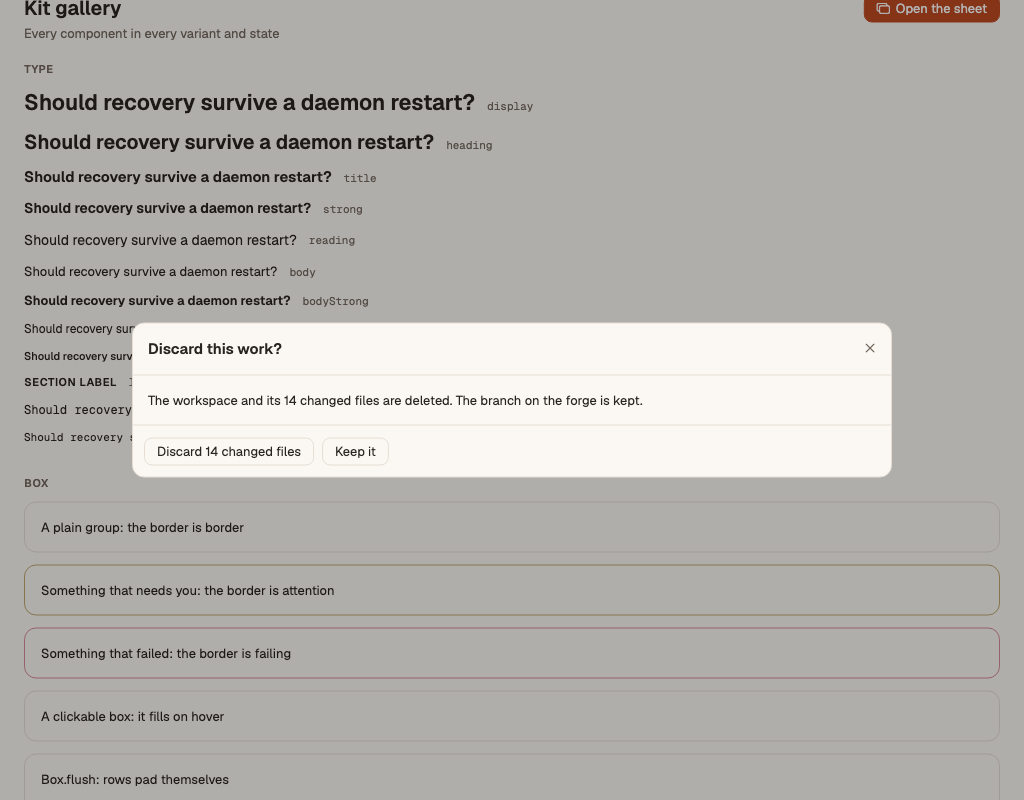 Kit gallery
Open the sheet
Every component in every variant and state
TYPE
Should recovery survive a daemon restart? display
Should recovery survive a daemon restart? heading
Should recovery survive a daemon restart? title
Should recovery survive a daemon restart? strong
Should recovery survive a daemon restart? reading
Should recovery survive a daemon restart? body
Should recovery survive a daemon restart? bodyStrong
Should recovery
Should recovery
SECTION LABEL
Should recovery
Should recovery
Discard this work?
The workspace and its 14 changed files are deleted. The branch on the forge is kept.
Discard 14 changed files
Keep it
BOX
A plain group: the border is border
Something that needs you: the border is attention
Something that failed: the border is failing
A clickable box: it fills on hover
Box.flush: rows pad themselves